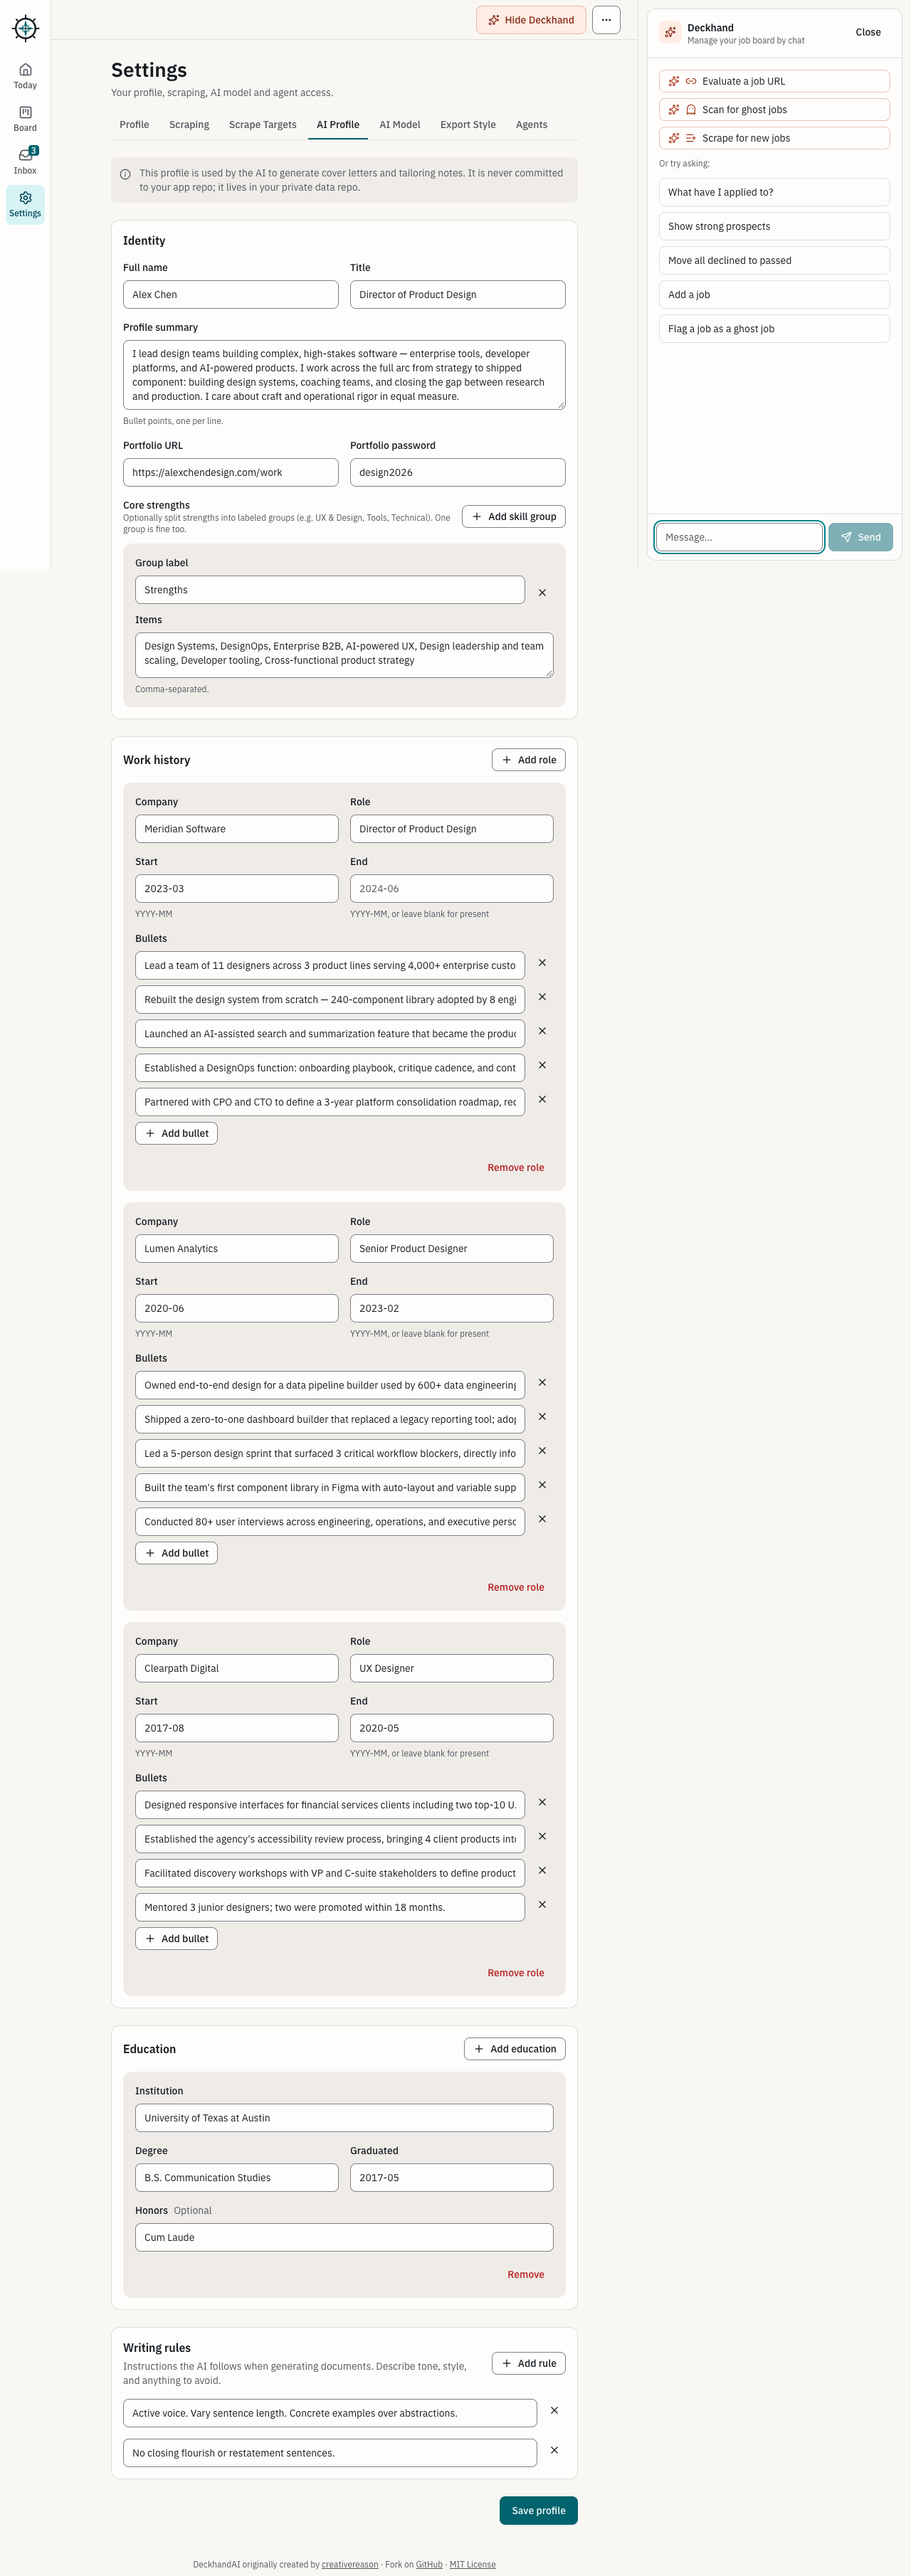 Today
Board
3
Inbox
Settings
Hide Deckhand
Settings
Your profile, scraping, AI model and agent access.
Profile
Scraping
Scrape Targets
AI Profile
AI Model
Export Style
Agents
This profile is used by the AI to generate cover letters and tailoring notes. It is never committed
to your app repo; it lives in your private data repo.
Identity
Full name
Title
Alex Chen
Director of Product Design
Profile summary
I lead design teams building complex, high-stakes software — enterprise tools, developer
platforms, and AI-powered products. I work across the full arc from strategy to shipped
component: building design systems, coaching teams, and closing the gap between research
and production. I care about craft and operational rigor in equal measure.
Bullet points, one per line.
Portfolio URL
Portfolio password
https://alexchendesign.com/work
design2026
Core strengths
Optionally split strengths into labeled groups (e.g. UX & Design, Tools, Technical). One
group is fine too.
Add skill group
Group label
Strengths
Items
Design Systems, DesignOps, Enterprise B2B, AI-powered UX, Design leadership and team
scaling, Developer tooling, Cross-functional product strategy
Comma-separated.
Work history
Add role
Company
Role
Meridian Software
Director of Product Design
Start
End
2023-03
2024-06
YYYY-MM
YYYY-MM, or leave blank for present
Bullets
Lead a team of 11 designers across 3 product lines serving 4,000+ enterprise custo
Rebuilt the design system from scratch — 240-component library adopted by 8 engi
Launched an AI-assisted search and summarization feature that became the produc
Established a DesignOps function: onboarding playbook, critique cadence, and cont
Partnered with CPO and CTO to define a 3-year platform consolidation roadmap, rec
Add bullet
Remove role
Company
Role
Lumen Analytics
Senior Product Designer
Start
End
2020-06
2023-02
YYYY-MM
YYYY-MM, or leave blank for present
Bullets
Owned end-to-end design for a data pipeline builder used by 600+ data engineering
Shipped a zero-to-one dashboard builder that replaced a legacy reporting tool; adop
Led a 5-person design sprint that surfaced 3 critical workflow blockers, directly info
Built the team's first component library in Figma with auto-layout and variable supp
Conducted 80+ user interviews across engineering, operations, and executive perso
Add bullet
Remove role
Company
Role
Clearpath Digital
UX Designer
Start
End
2017-08
2020-05
YYYY-MM
YYYY-MM, or leave blank for present
Bullets
Designed responsive interfaces for financial services clients including two top-10 U.
Established the agency's accessibility review process, bringing 4 client products into
Facilitated discovery workshops with VP and C-suite stakeholders to define product
Mentored 3 junior designers; two were promoted within 18 months.
Add bullet
Remove role
Education
Add education
Institution
University of Texas at Austin
Degree
Graduated
B.S. Communication Studies
2017-05
Honors Optional
Cum Laude
Remove
Writing rules
Instructions the AI follows when generating documents. Describe tone, style,
and anything to avoid.
Add rule
Active voice. Vary sentence length. Concrete examples over abstractions.
No closing flourish or restatement sentences.
Save profile
DeckhandAI originally created by creativereason · Fork on GitHub · MIT License
Deckhand
Manage your job board by chat
Close
Evaluate a job URL
Scan for ghost jobs
Scrape for new jobs
Or try asking:
What have I applied to?
Show strong prospects
Move all declined to passed
Add a job
Flag a job as a ghost job
Message...
Send